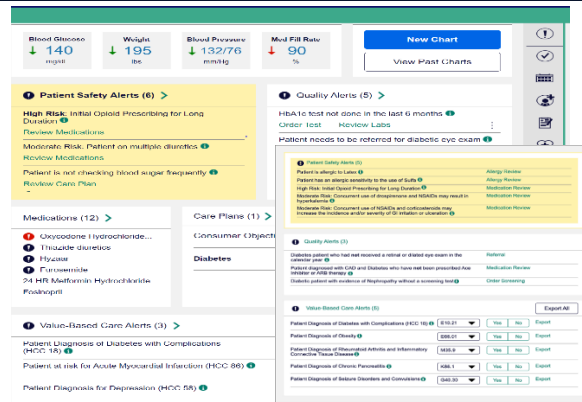 Blood Glucose
140
mg/dl
Weight
195
lbs
Blood Pressure
132/76
mm/Hg
Med Fill Rate
90
%
New Chart
View Past Charts
Patient Safety Alerts (6) >
High Risk: Initial Opioid Prescribing for Long
Duration
Review Medications
Moderate Risk. Patient on multiple diuretics
Review Medications
Patient is not checking blood sugar frequently
Review Care Plan
Quality Alerts (5) >
HbA1c test not done in the last 6 months
Order Test Review Labs
Patient needs to be referred for diabetic eye exam
Medications (12) >
Oxycodone Hydrochloride...
Thiazide diuretics
Hyzaar
Furosemide
24 HR Metformin Hydrochloride
Fosinopril
Care Plans (1) >
Consumer Objecti
Diabetes
Value-Based Care Alerts (3) >
Patient Diagnosis of Diabetes with Complications
(HCC 18)
Patient at risk for Acute Myocardial Infarction (HCC 86)
Patient Diagnosis for Depression (HCC 58)
Patient Safety Alerts (5)
Patient is allergic to Latex Allergy Review
Patient has an allergic sensitivity to the use of Sulfa Allergy Review
High Risk: Initial Opioid Prescribing for Long Duration Medication Review
Moderate Risk: Concurrent use of drospirenone and NSAIDs may result in Medication Review
hyperkalemia
Moderate Risk: Concurrent use of NSAIDs and corticosteroids may Medication Review
increase the incidence and/or severity of GI irritation or ulceration
Quality Alerts (3)
Diabetes patient who had not received a retinal or dilated eye exam in the Referral
calendar year
Patient diagnosed with CAD and Diabetes who have not been prescribed Ace Medication Review
Inhibitor or ARB therapy
Diabetic patient with evidence of Nephropathy without a screening test Order Screening
Value-Based Care Alerts (5)
Export All
Patient Diagnosis of Diabetes with Complications (HCC 18) E10.21 Yes No Export
Patient Diagnosis of Obesity E66.01 Yes No Export
Patient Diagnosis of Rheumatoid Arthritis and Inflammatory M35.9 Yes No Export
Connective Tissue Disease
Patient Diagnosis of Chronic Pancreatitis K86.1 Yes No Export
Patient Diagnosis of Seizure Disorders and Convulsions G40.33 Yes No Export